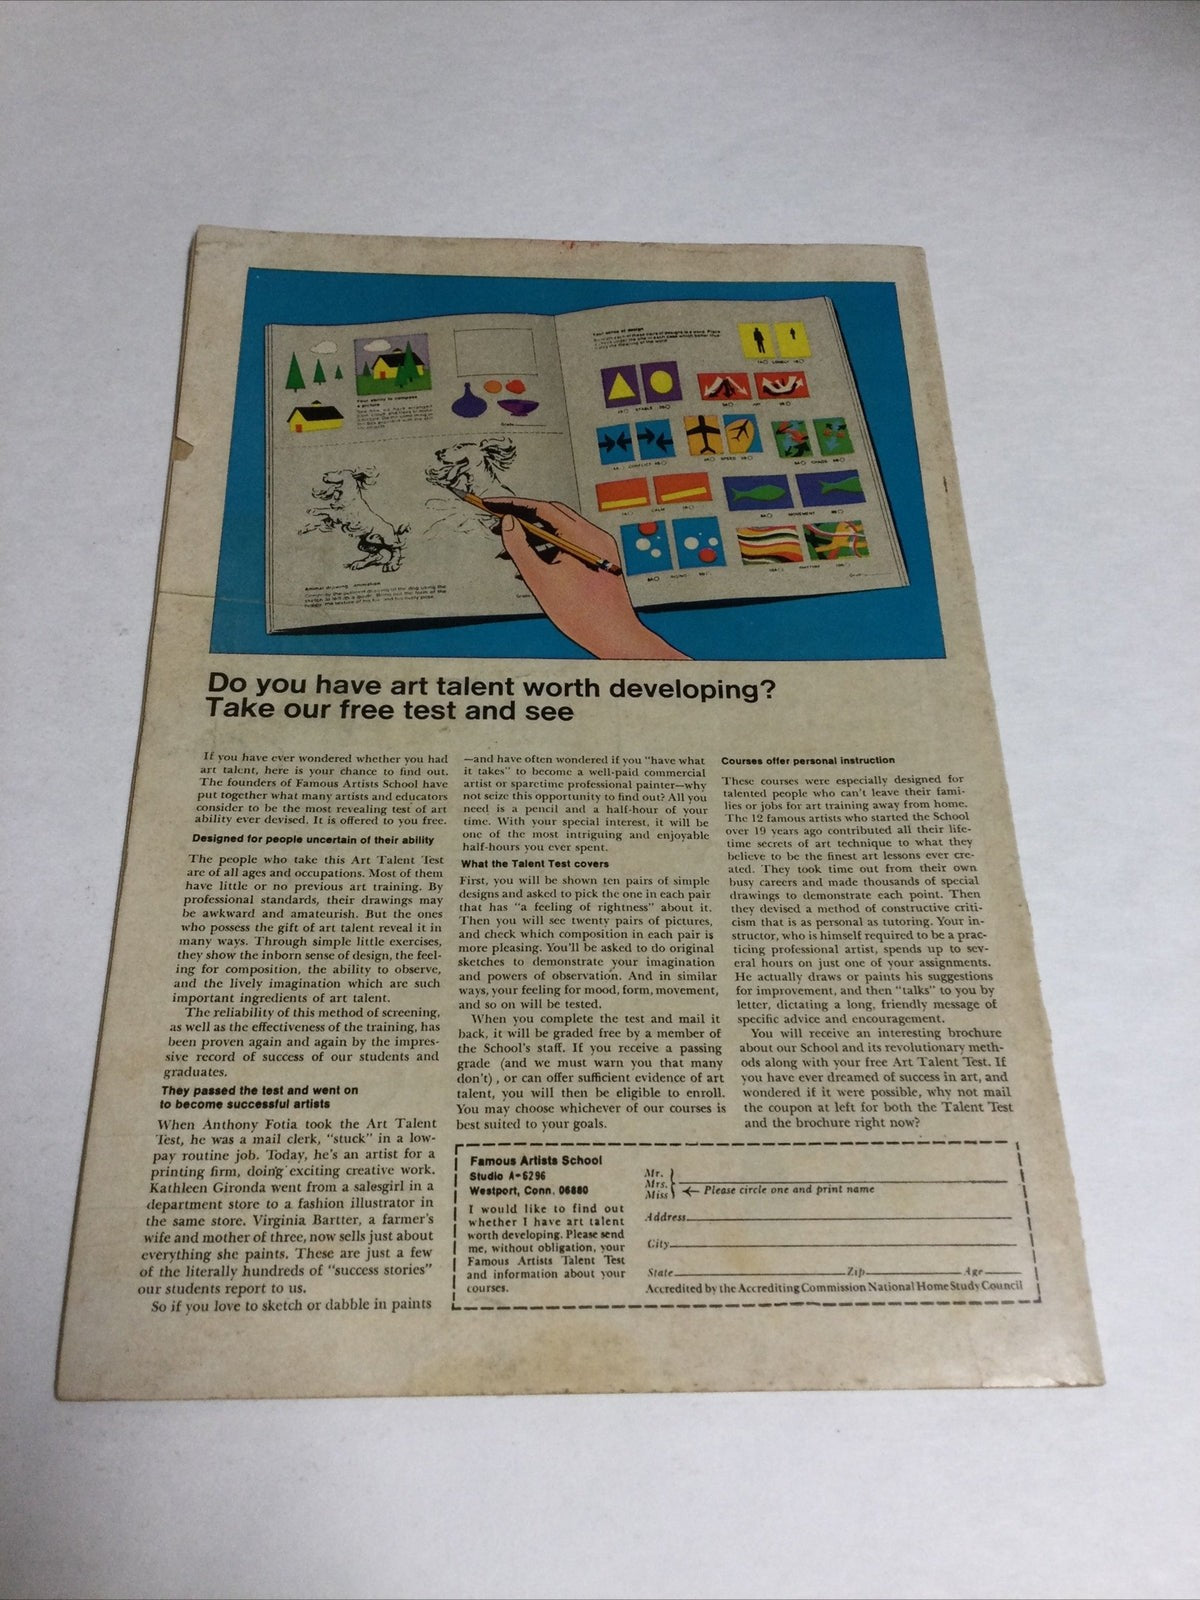 Your ability to compose
a picture
Your sense of design
LONELY
STABLE
CONFLICT
SPEED
CHAOS
CALM
MOVEMENT
Animal drawing animation
Do you have art talent worth developing?
Take our free test and see
If you have ever wondered whether you had
art talent, here is your chance to find out.
The founders of Famous Artists School have
put together what many artists and educators
consider to be the most revealing test of art
ability ever devised. It is offered to you free.
Designed for people uncertain of their ability
The people who take this Art Talent Test
are of all ages and occupations. Most of them
have little or no previous art training. By
professional standards, their drawings may
be awkward and amateurish. But the ones
who possess the gift of art talent reveal it in
many ways. Through simple little exercises,
they show the inborn sense of design, the feel-
ing for composition, the ability to observe,
and the lively imagination which are such
important ingredients of art talent.
The reliability of this method of screening,
as well as the effectiveness of the training, has
been proven again and again by the impres-
sive record of success of our students and
graduates.
They passed the test and went on
to become successful artists
When Anthony Fotia took the Art Talent
Test, he was a mail clerk, "stuck" in a low-
pay routine job. Today, he's an artist for a
printing firm, doing exciting creative work.
Kathleen Gironda went from a salesgirl in a
department store to a fashion illustrator in
the same store. Virginia Bartter, a farmer's
wife and mother of three, now sells just about
everything she paints. These are just a few
of the literally hundreds of "success stories"
our students report to us.
So if you love to sketch or dabble in paints
—and have often wondered if you "have what
it takes" to become a well-paid commercial
artist or sparetime professional painter—why
not seize this opportunity to find out? All you
need is a pencil and a half-hour of your
time. With your special interest, it will be
one of the most intriguing and enjoyable
half-hours you ever spent.
What the Talent Test covers
First, you will be shown ten pairs of simple
designs and asked to pick the one in each pair
that has "a feeling of rightness" about it.
Then you will see twenty pairs of pictures,
and check which composition in each pair is
more pleasing. You'll be asked to do original
sketches to demonstrate your imagination
and powers of observation. And in similar
ways, your feeling for mood, form, movement,
and so on will be tested.
When you complete the test and mail it
back, it will be graded free by a member of
the School's staff. If you receive a passing
grade (and we must warn you that many
don't), or can offer sufficient evidence of art
talent, you will then be eligible to enroll.
You may choose whichever of our courses is
best suited to your goals.
Courses offer personal instruction
These courses were especially designed for
talented people who can't leave their fami-
lies or jobs for art training away from home.
The 12 famous artists who started the School
over 19 years ago contributed all their life-
time secrets of art technique to what they
believe to be the finest art lessons ever cre-
ated. They took time out from their own
busy careers and made thousands of special
drawings to demonstrate each point. Then
they devised a method of constructive criti-
cism that is as personal as tutoring. Your in-
structor, who is himself required to be a prac-
ticing professional artist, spends up to sev-
eral hours on just one of your assignments.
He actually draws or paints his suggestions
for improvement, and then "talks" to you by
letter, dictating a long, friendly message of
specific advice and encouragement.
You will receive an interesting brochure
about our School and its revolutionary meth-
ods along with your free Art Talent Test. If
you have ever dreamed of success in art, and
wondered if it were possible, why not mail
the coupon at left for both the Talent Test
and the brochure right now?
Famous Artists School
Studio A-6296
Westport, Conn. 06880
I would like to find out
whether I have art talent
worth developing. Please send
me, without obligation, your
Famous Artists Talent Test
and information about your
courses.
Mr.
Mrs.
Miss ← Please circle one and print name
Address
City
State Zip Age
Accredited by the Accrediting Commission National Home Study Council